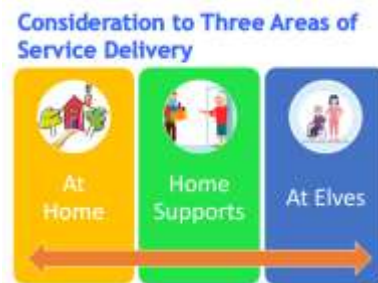 Consideration to Three Areas of
Service Delivery
At
Home
Home
Supports
At Elves